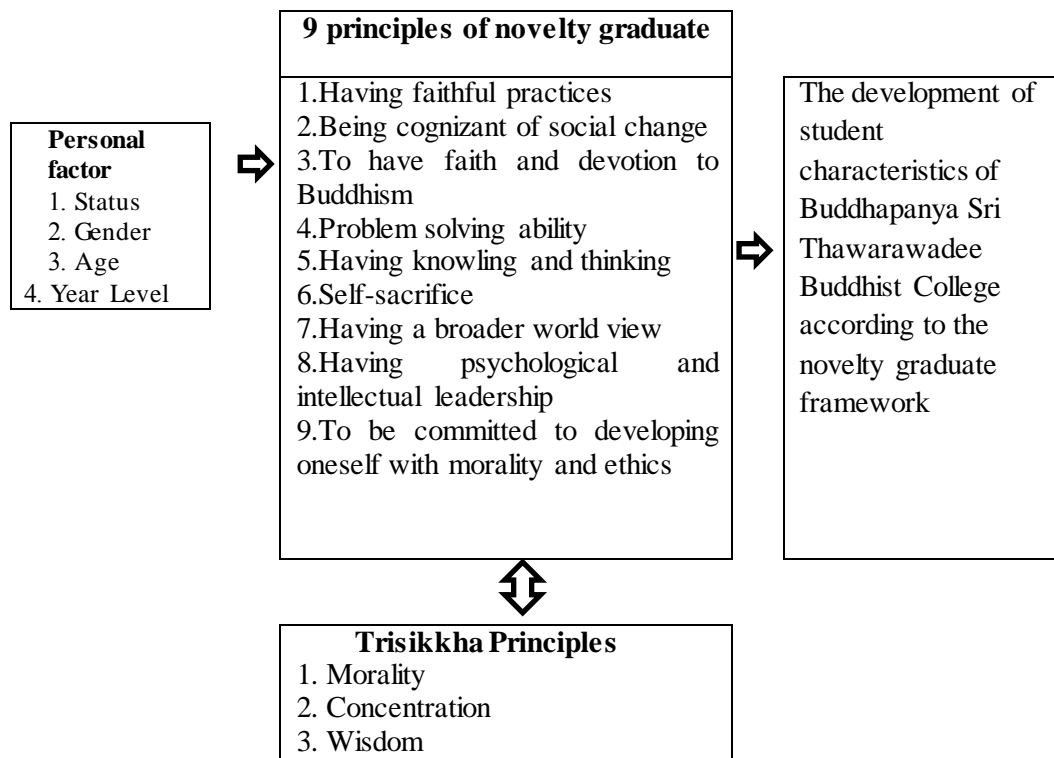 9 principles of novelty graduate
Personal
factor
1. Status
2. Gender
3. Age
4. Year Level
1.Having faithful practices
2.Being cognizant of social change
3.To have faith and devotion to
Buddhism
4.Problem solving ability
5.Having knowling and thinking
6.Self-sacrifice
7.Having a broader world view
8.Having psychological and
intellectual leadership
9.To be committed to developing
oneself with morality and ethics
The development of
student
characteristics of
Buddhapanya Sri
Thawarawadee
Buddhist College
according to the
novelty graduate
framework
Trisikkha Principles
1. Morality
2. Concentration
3. Wisdom